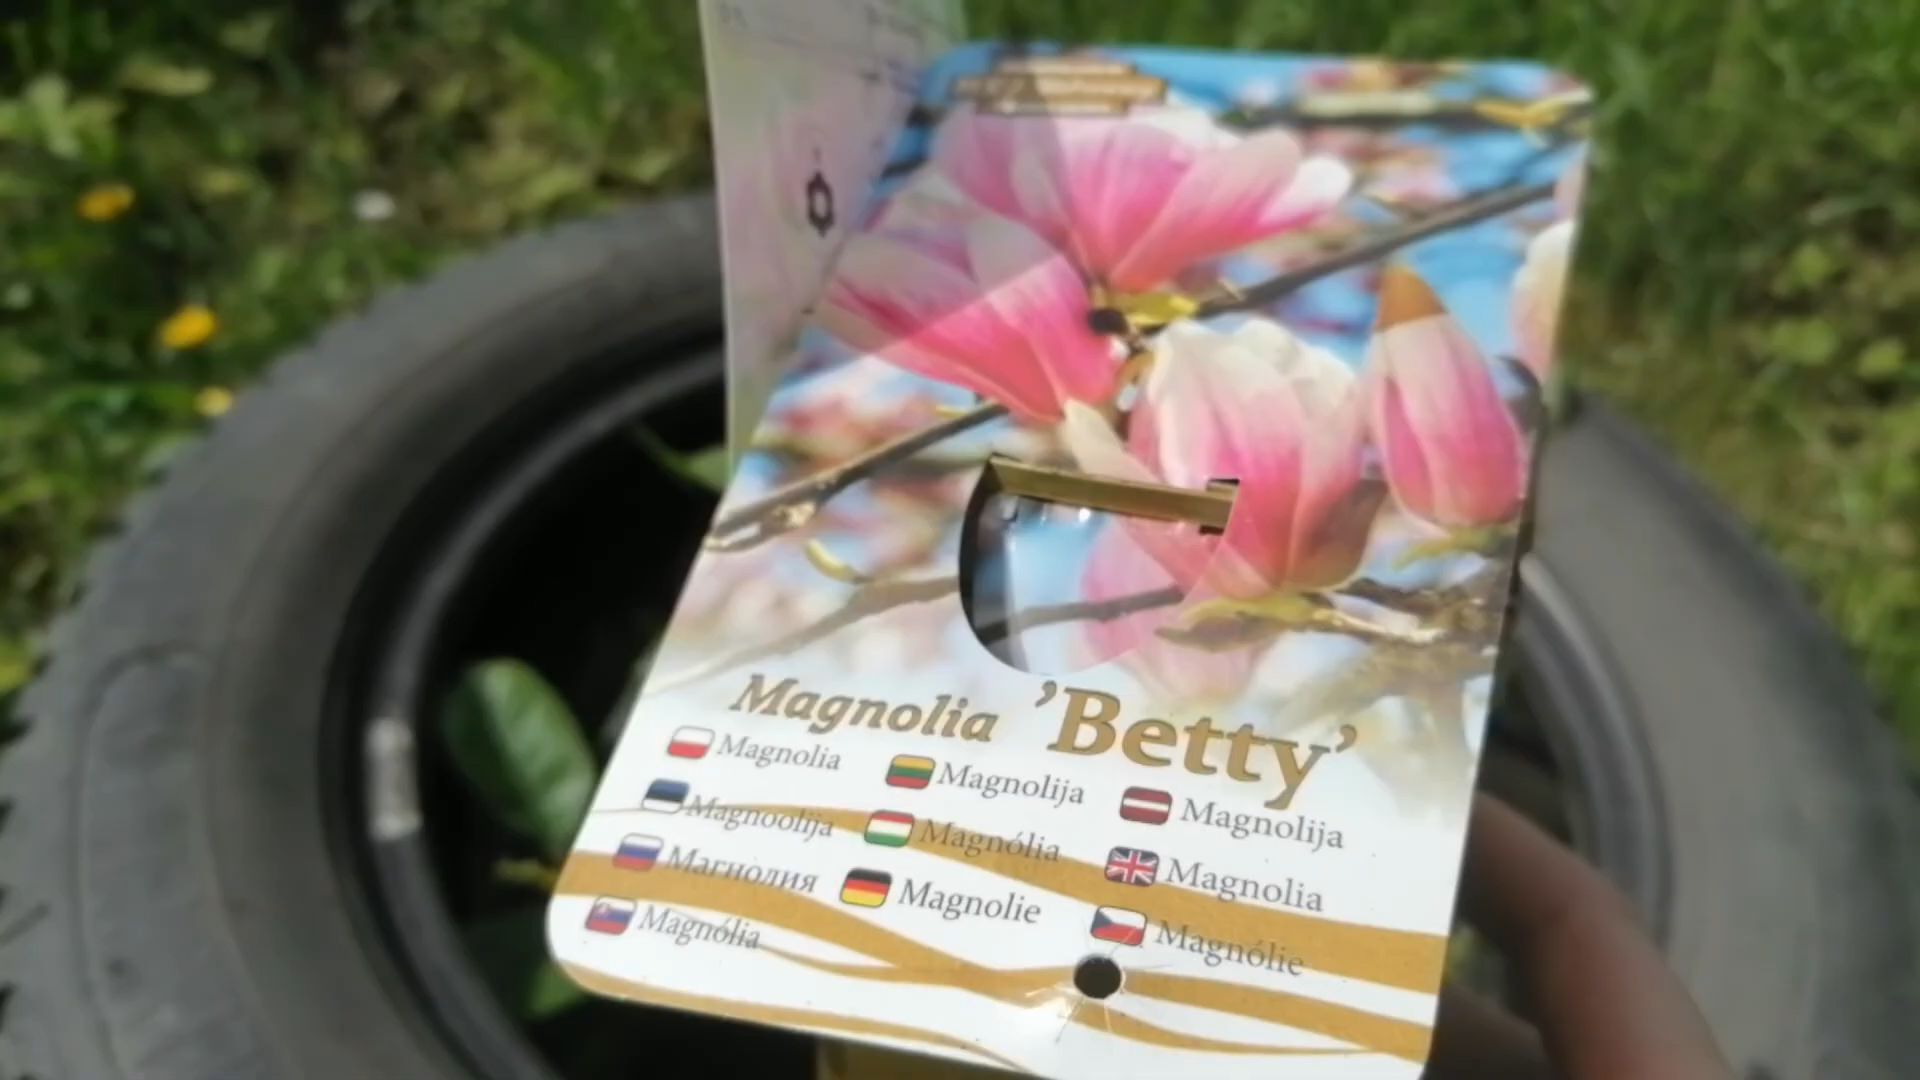 Magnolia 'Betty'
Magnolia Magnolija Magnolija
Magnoolija Magnólia Magnolia
Магнолия Magnolie Magnólie
Magnólia